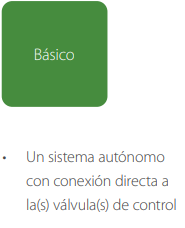 Básico
• Un sistema autónomo
con conexión directa a
la(s) válvula(s) de control